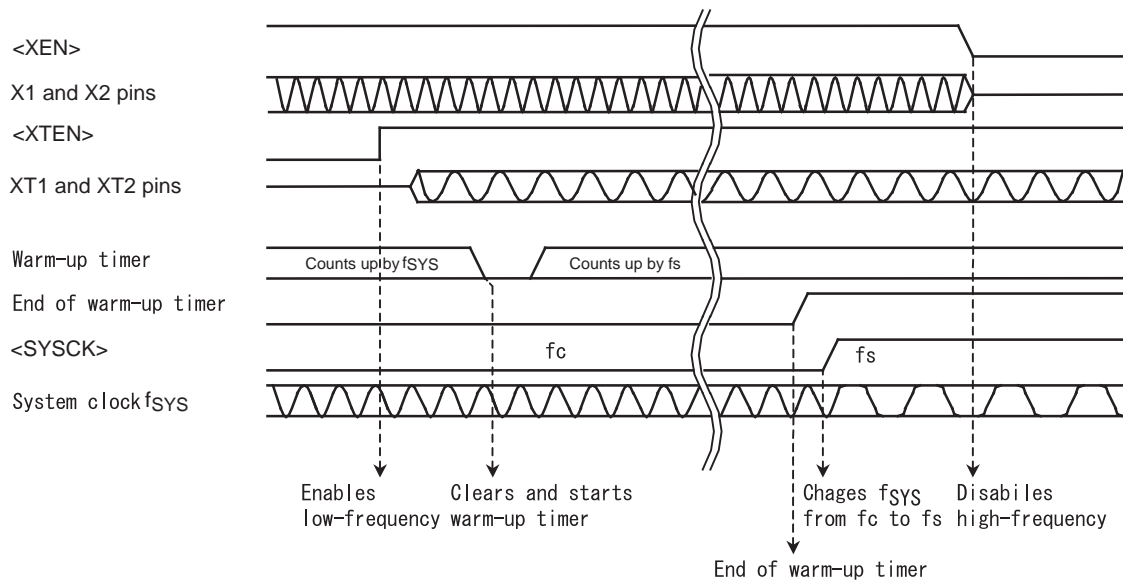 <XEN>
X1 and X2 pins
<XTEN>
XT1 and XT2 pins
Warm-up timer
Counts up by fSYS
Counts up by fs
End of warm-up timer
<SYSCK>
fc
fs
System clock fSYS
Enables
low-frequency
Clears and starts
warm-up timer
Chages fSYS
from fc to fs
Disabiles
high-frequency
End of warm-up timer